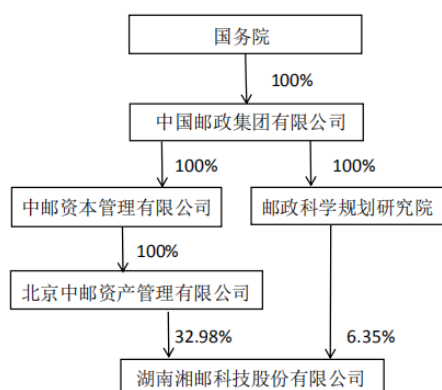 国务院
100%
中国邮政集团有限公司
100%
100%
中邮资本管理有限公司
邮政科学规划研究院
100%
北京中邮资产管理有限公司
32.98%
6.35%
湖南湘邮科技股份有限公司